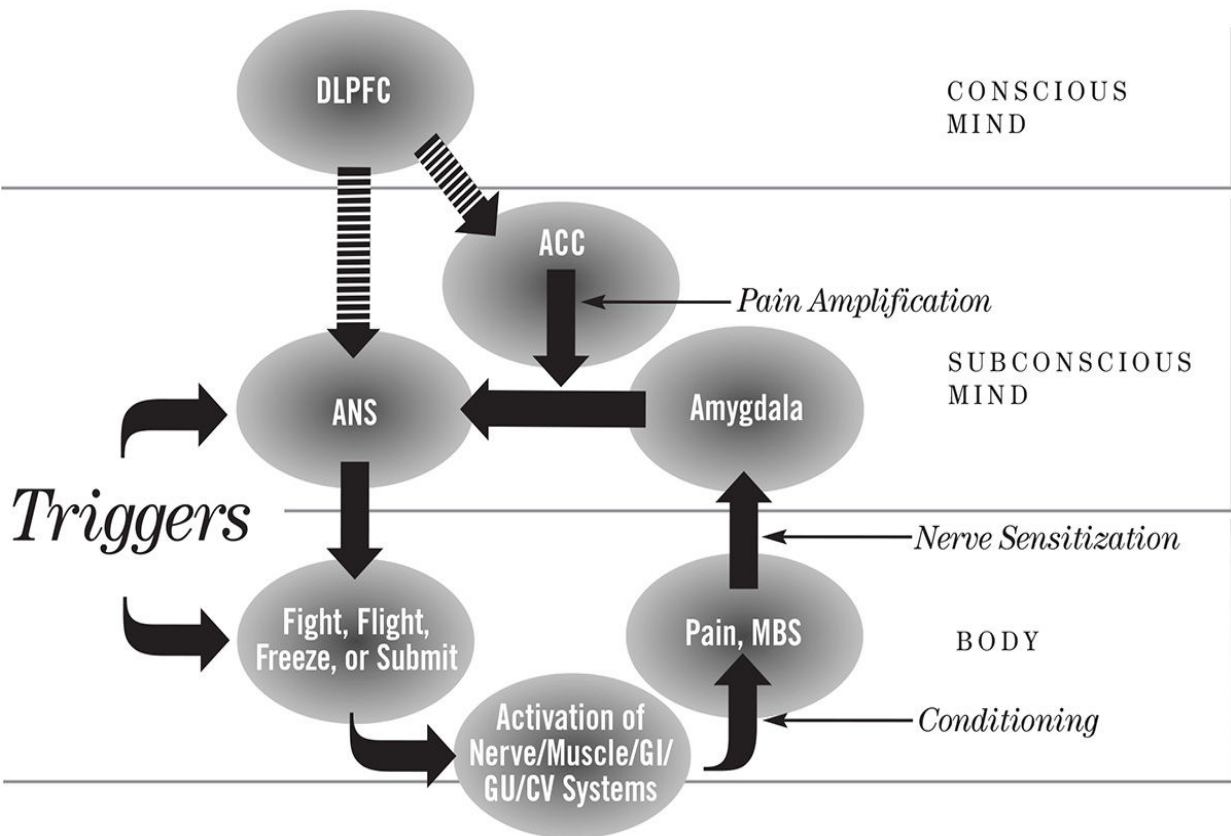 DLPFC
CONSCIOUS
MIND
ACC
Pain Amplification
SUBCONSCIOUS
MIND
ANS
Amygdala
Triggers
Nerve Sensitization
Fight, Flight,
Freeze, or Submit
Pain, MBS
BODY
Activation of
Nerve/Muscle/GI/
GU/CV Systems
Conditioning